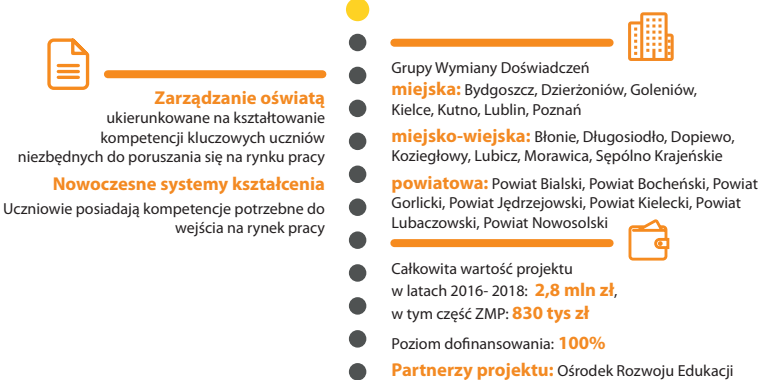 Zarządzanie oświatą
ukierunkowane na kształtowanie
kompetencji kluczowych uczniów
niezbędnych do poruszania się na rynku pracy
Nowoczesne systemy kształcenia
Uczniowie posiadają kompetencje potrzebne do
wejścia na rynek pracy
Grupy Wymiany Doświadczeń
miejska: Bydgoszcz, Dzierżoniów, Goleniów,
Kielce, Kutno, Lublin, Poznań
miejsko-wiejska: Błonie, Długosiodło, Dopiewo,
Koziegłowy, Lubicz, Morawica, Sępólno Krajeńskie
powiatowa: Powiat Bialski, Powiat Bocheński, Powiat
Gorlicki, Powiat Jędrzejowski, Powiat Kielecki, Powiat
Lubaczowski, Powiat Nowosolski
Całkowita wartość projektu
w latach 2016- 2018: 2,8 mln zł,
w tym część ZMP: 830 tys zł
Poziom dofinansowania: 100%
Partnerzy projektu: Ośrodek Rozwoju Edukacji